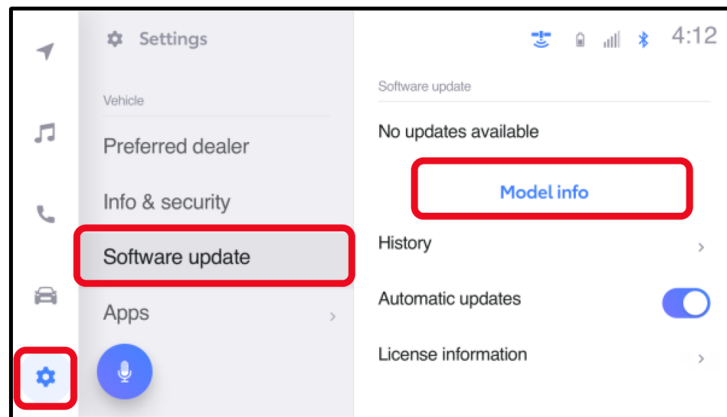 Settings
4:12
Vehicle
Preferred dealer
Info & security
Software update
Apps
Software update
No updates available
Model info
History
Automatic updates
License information